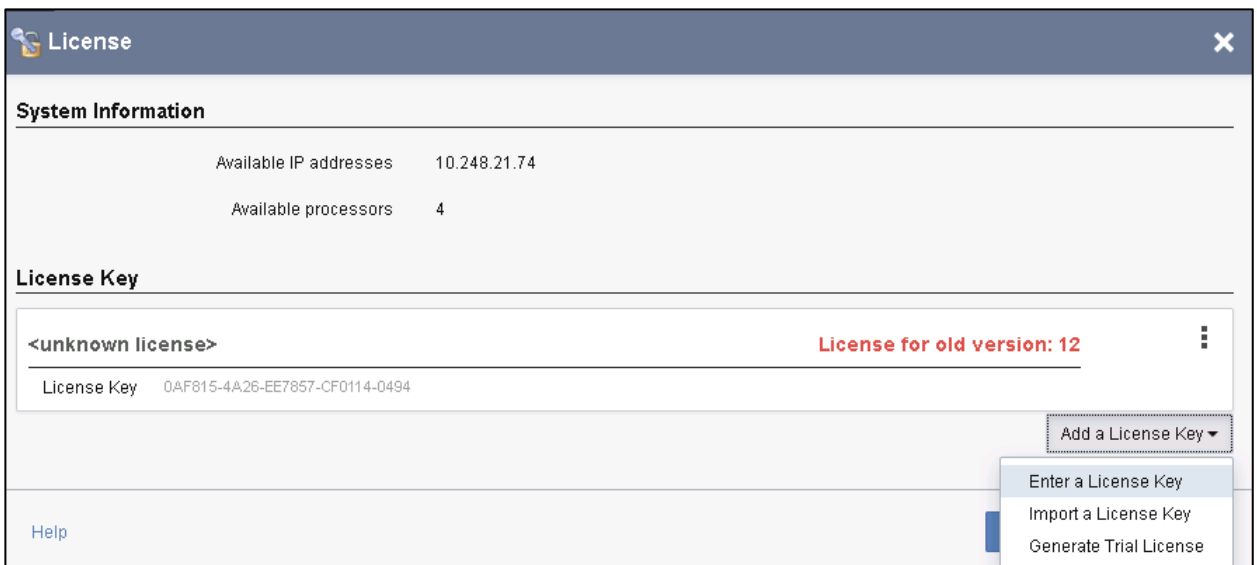 License
System Information
Available IP addresses 10.248.21.74
Available processors 4
License Key
<unknown license> License for old version: 12
License Key 0AF815-4A26-EE7857-CF0114-0494
Add a License Key
Enter a License Key
Import a License Key
Help
Generate Trial License